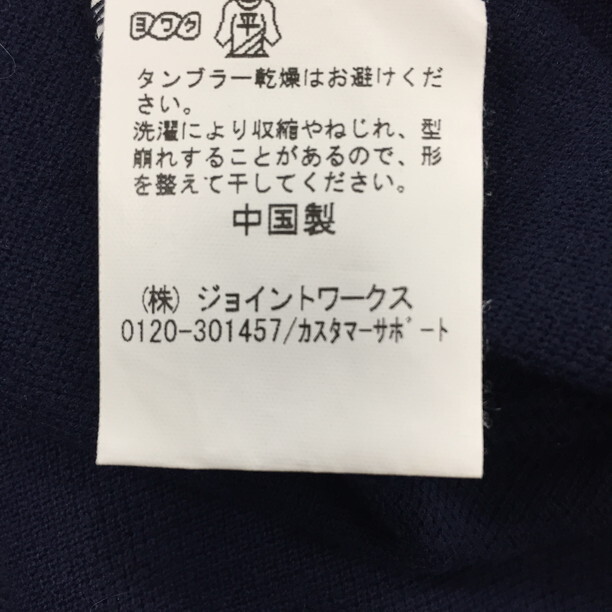 ヨワク 平
タンブラー乾燥はお避けくだ
さい。
洗濯により収縮やねじれ、型
崩れすることがあるので、形
を整えて干してください。
中国製
(株) ジョイントワークス
0120-301457/カスタマーサポート